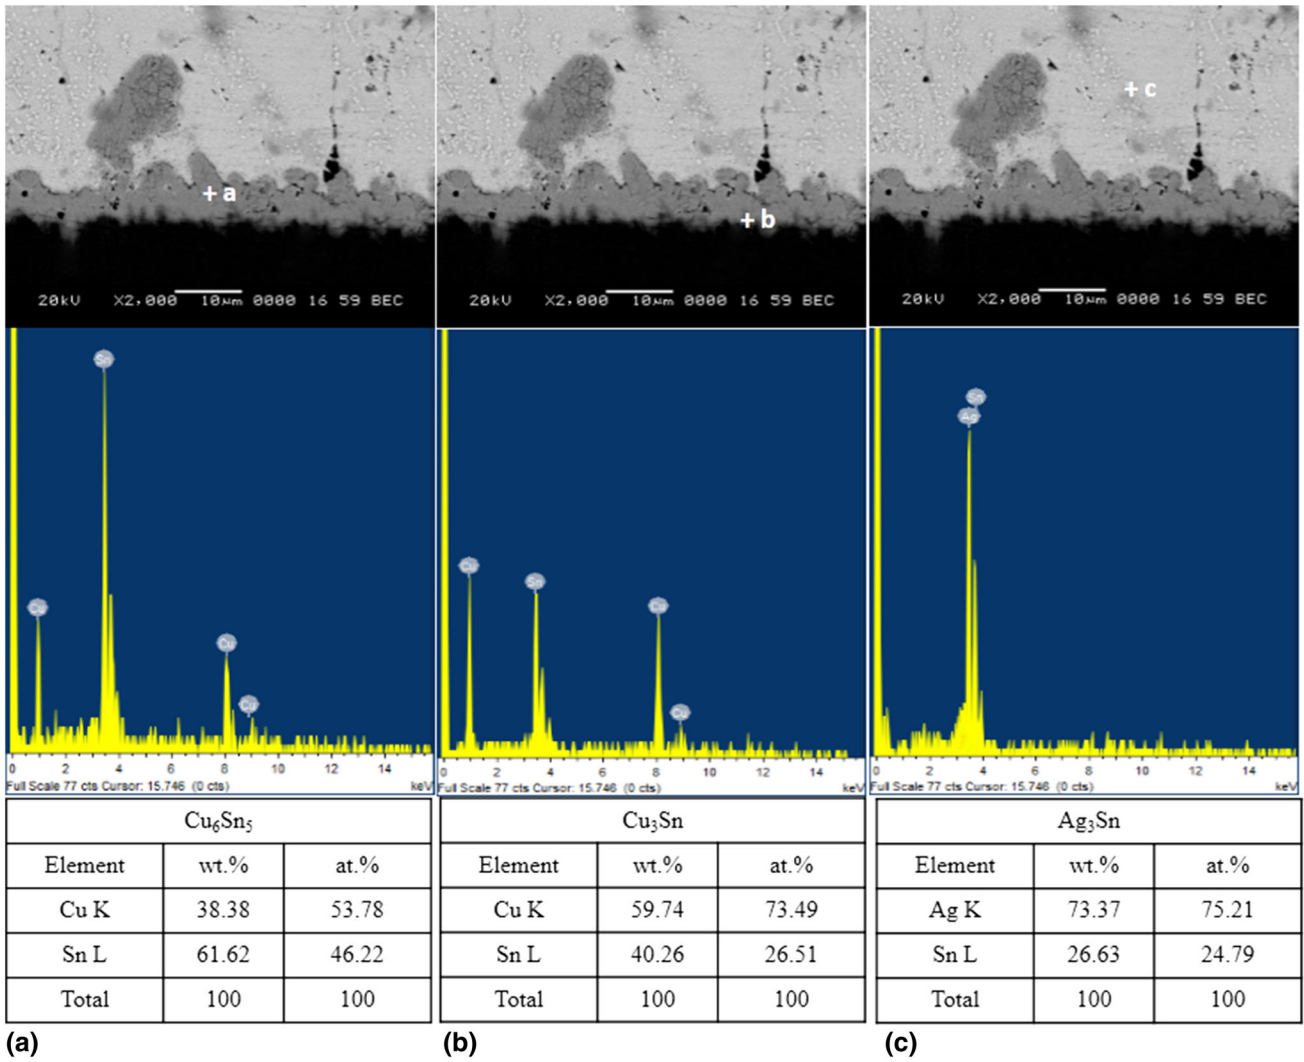 + a
20kV X2,000 10µm 0000 16 59 BEC
+ b
20kV X2,000 10µm 0000 16 59 BEC
+ c
20kV X2,000 10µm 0000 16 59 BEC
Sn
Cu
Cu
Cu
0 2 4 6 8 10 12 14
Full Scale 77 cts Cursor: 15.746 (0 cts) keV
Cu
Sn
Cu
Cu
0 2 4 6 8 10 12 14
Full Scale 77 cts Cursor: 15.746 (0 cts) keV
Sn
Ag
0 2 4 6 8 10 12 14
Full Scale 77 cts Cursor: 15.746 (0 cts) keV
Cu6Sn5
Element wt.% at.%
Cu K 38.38 53.78
Sn L 61.62 46.22
Total 100 100
(a)
Cu3Sn
Element wt.% at.%
Cu K 59.74 73.49
Sn L 40.26 26.51
Total 100 100
(b)
Ag3Sn
Element wt.% at.%
Ag K 73.37 75.21
Sn L 26.63 24.79
Total 100 100
(c)